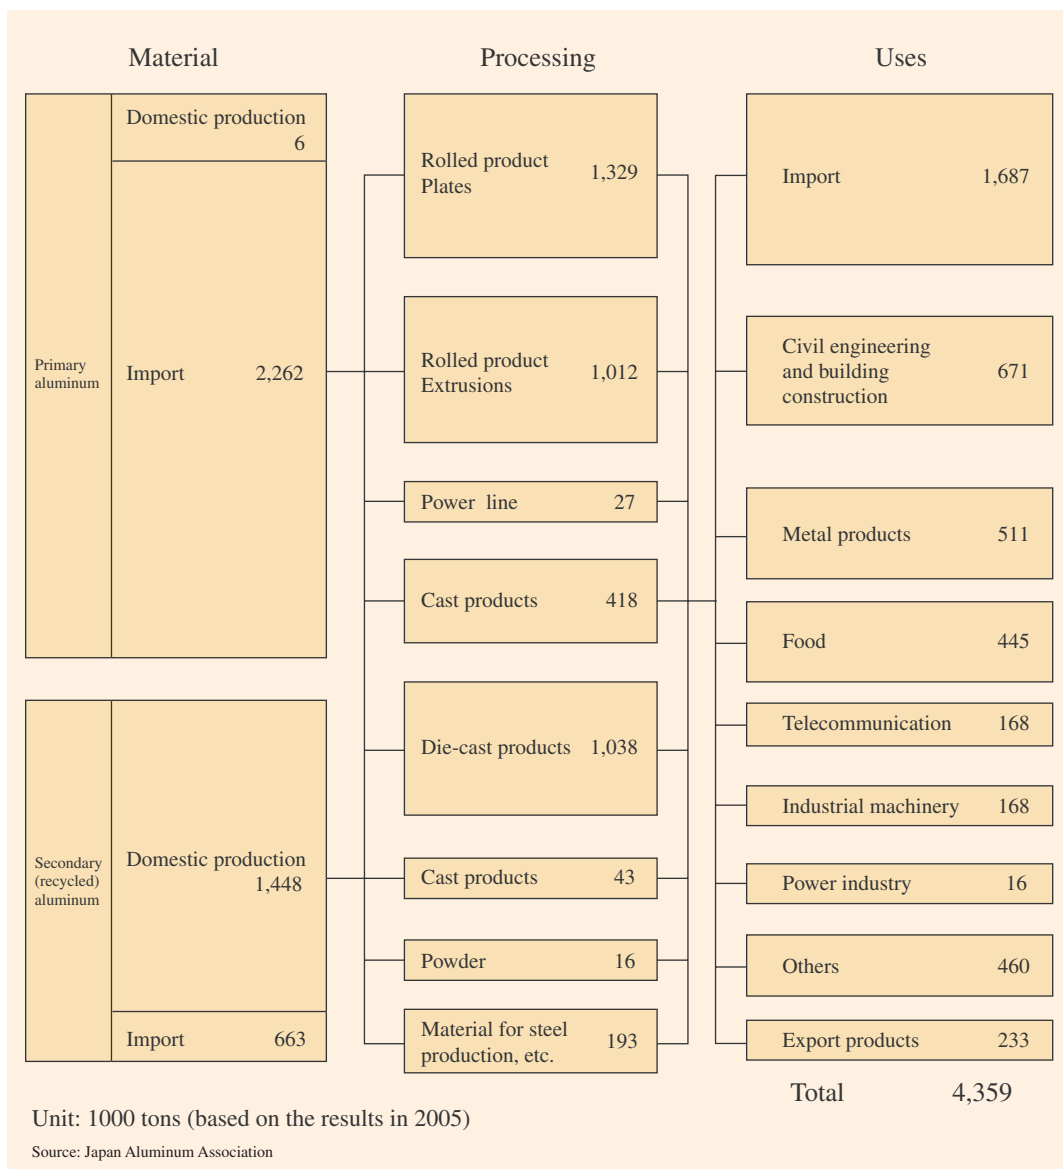 Material
Processing
Uses
Primary
aluminum
Domestic production
6
Import 2,262
Secondary
(recycled)
aluminum
Domestic production
1,448
Import 663
Rolled product
Plates
1,329
Rolled product
Extrusions
1,012
Power line 27
Cast products 418
Die-cast products 1,038
Cast products 43
Powder 16
Material for steel
production, etc.
193
Import 1,687
Civil engineering
and building
construction
671
Metal products 511
Food 445
Telecommunication 168
Industrial machinery 168
Power industry 16
Others 460
Export products 233
Total 4,359
Unit: 1000 tons (based on the results in 2005)
Source: Japan Aluminum Association